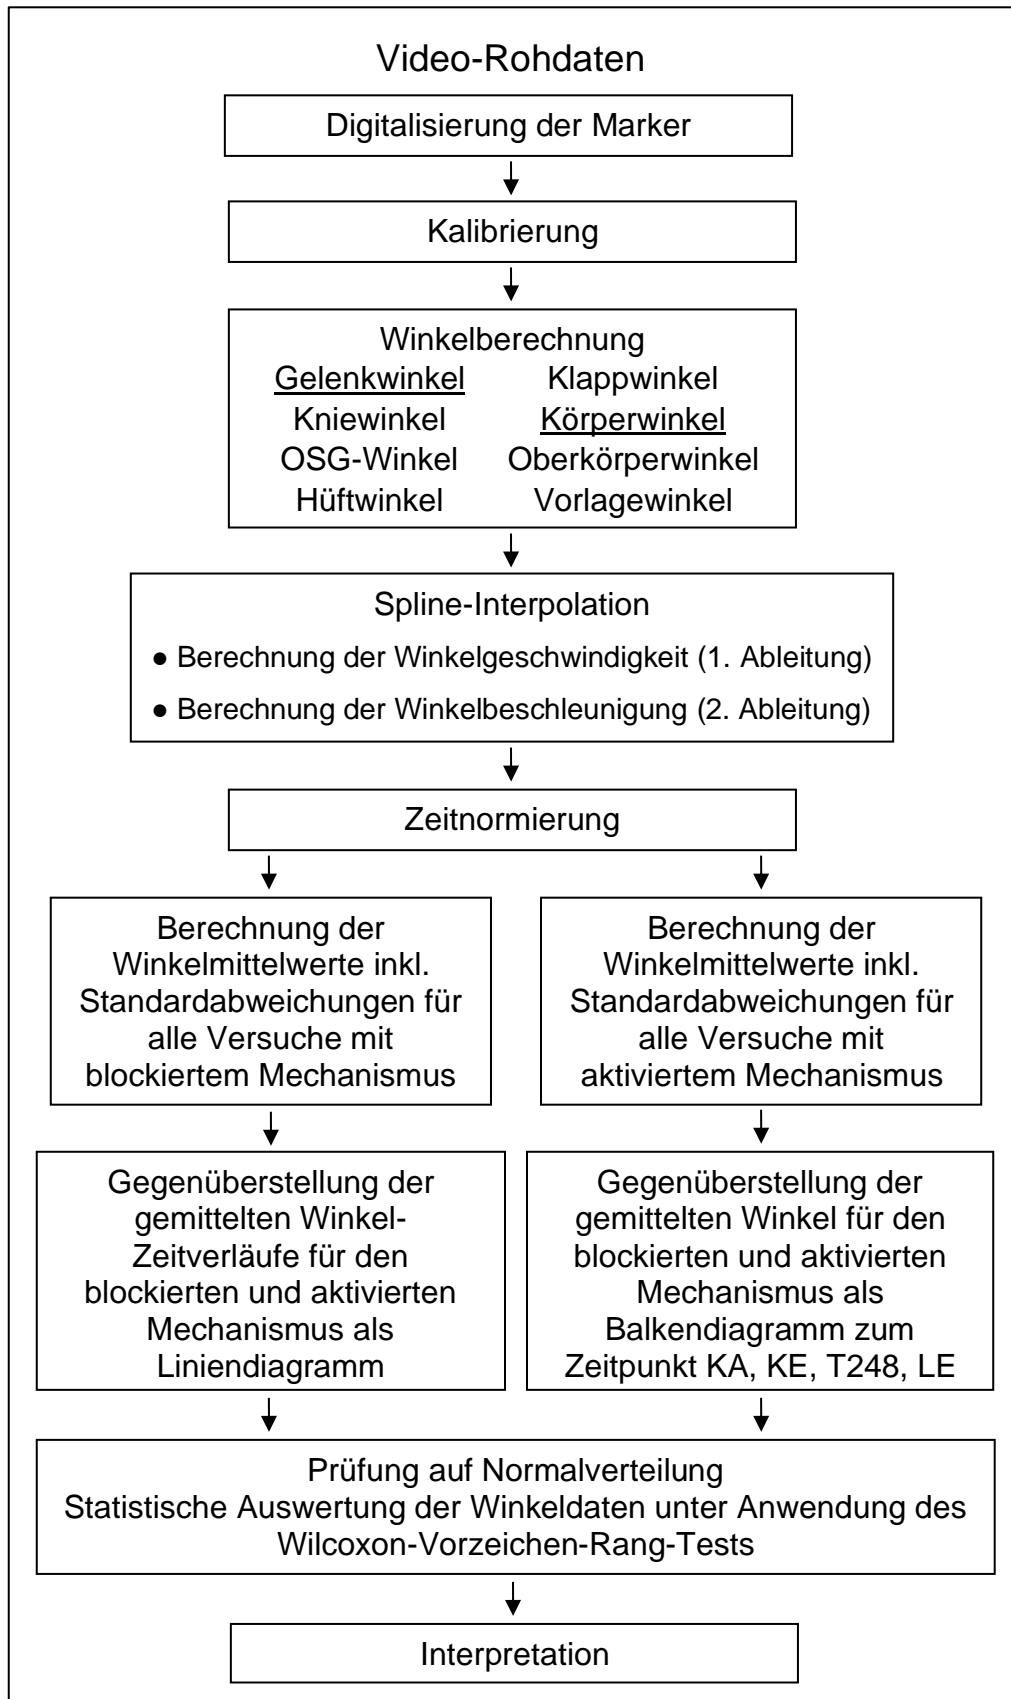 Video-Rohdaten
Digitalisierung der Marker
Kalibrierung
Winkelberechnung
Gelenkwinkel
Kniewinkel
OSG-Winkel
Hüftwinkel
Klappwinkel
Körperwinkel
Oberkörperwinkel
Vorlagewinkel
Spline-Interpolation
● Berechnung der Winkelgeschwindigkeit (1. Ableitung)
● Berechnung der Winkelbeschleunigung (2. Ableitung)
Zeitnormierung
Berechnung der
Winkelmittelwerte inkl.
Standardabweichungen für
alle Versuche mit
blockiertem Mechanismus
Berechnung der
Winkelmittelwerte inkl.
Standardabweichungen für
alle Versuche mit
aktiviertem Mechanismus
Gegenüberstellung der
gemittelten Winkel-
Zeitverläufe für den
blockierten und aktivierten
Mechanismus als
Liniendiagramm
Gegenüberstellung der
gemittelten Winkel für den
blockierten und aktivierten
Mechanismus als
Balkendiagramm zum
Zeitpunkt KA, KE, T248, LE
Prüfung auf Normalverteilung
Statistische Auswertung der Winkeldaten unter Anwendung des
Wilcoxon-Vorzeichen-Rang-Tests
Interpretation